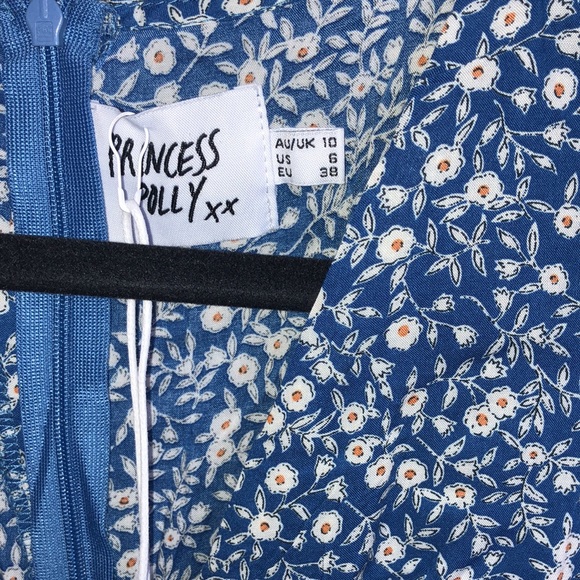 PRINCESS
POLLY xx
AU/UK 10
US 6
EU 38